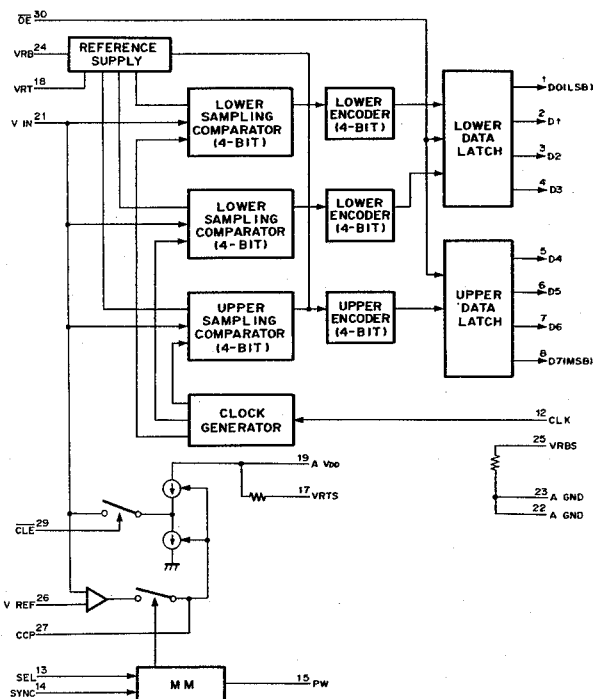 OE 30
VRB 24
REFERENCE
SUPPLY
VRT 18
V IN 21
LOWER
SAMPLING
COMPARATOR
(4-BIT)
LOWER
ENCODER
(4-BIT)
LOWER
DATA
LATCH
1 D0(LSB)
2 D1
3 D2
4 D3
LOWER
SAMPLING
COMPARATOR
(4-BIT)
LOWER
ENCODER
(4-BIT)
UPPER
SAMPLING
COMPARATOR
(4-BIT)
UPPER
ENCODER
(4-BIT)
UPPER
DATA
LATCH
5 D4
6 D5
7 D6
8 D7(MSB)
CLOCK
GENERATOR
12 CLK
25 VRBS
23 A GND
22 A GND
19 A VDD
17 VRTS
CLE 29
V REF 26
CCP 27
SEL 13
SYNC 14
MM
15 PW